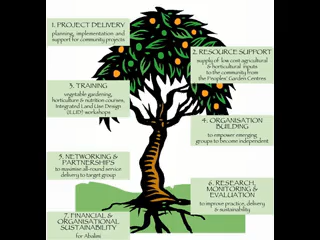 1. PROJECT DELIVERY
planning, implementation and
support for community projects
2. RESOURCE SUPPORT
supply of low cost agricultural
& horticultural inputs
to the community from
the Peoples' Garden Centres
3. TRAINING
vegetable gardening,
horticulture & nutrition courses,
Integrated Land Use Design
(ILUD) workshops
4. ORGANISATION
BUILDING
to empower emerging
groups to become independent
5. NETWORKING &
PARTNERSHIPS
to maximise all-round service
delivery to target group
6. RESEARCH,
MONITORING &
EVALUATION
to improve practice, delivery
& sustainability
7. FINANCIAL &
ORGANISATIONAL
SUSTAINABILITY
for Abalimi